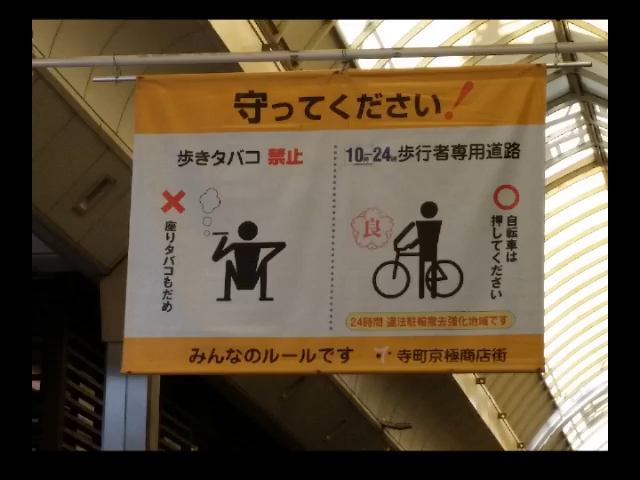 守ってください!
歩きタバコ 禁止
×
座りタバコもだめ
10時~24時歩行者専用道路
良
○
自転車は
押してください
24時間 違法駐輪撤去強化地域です
みんなのルールです
寺町京極商店街